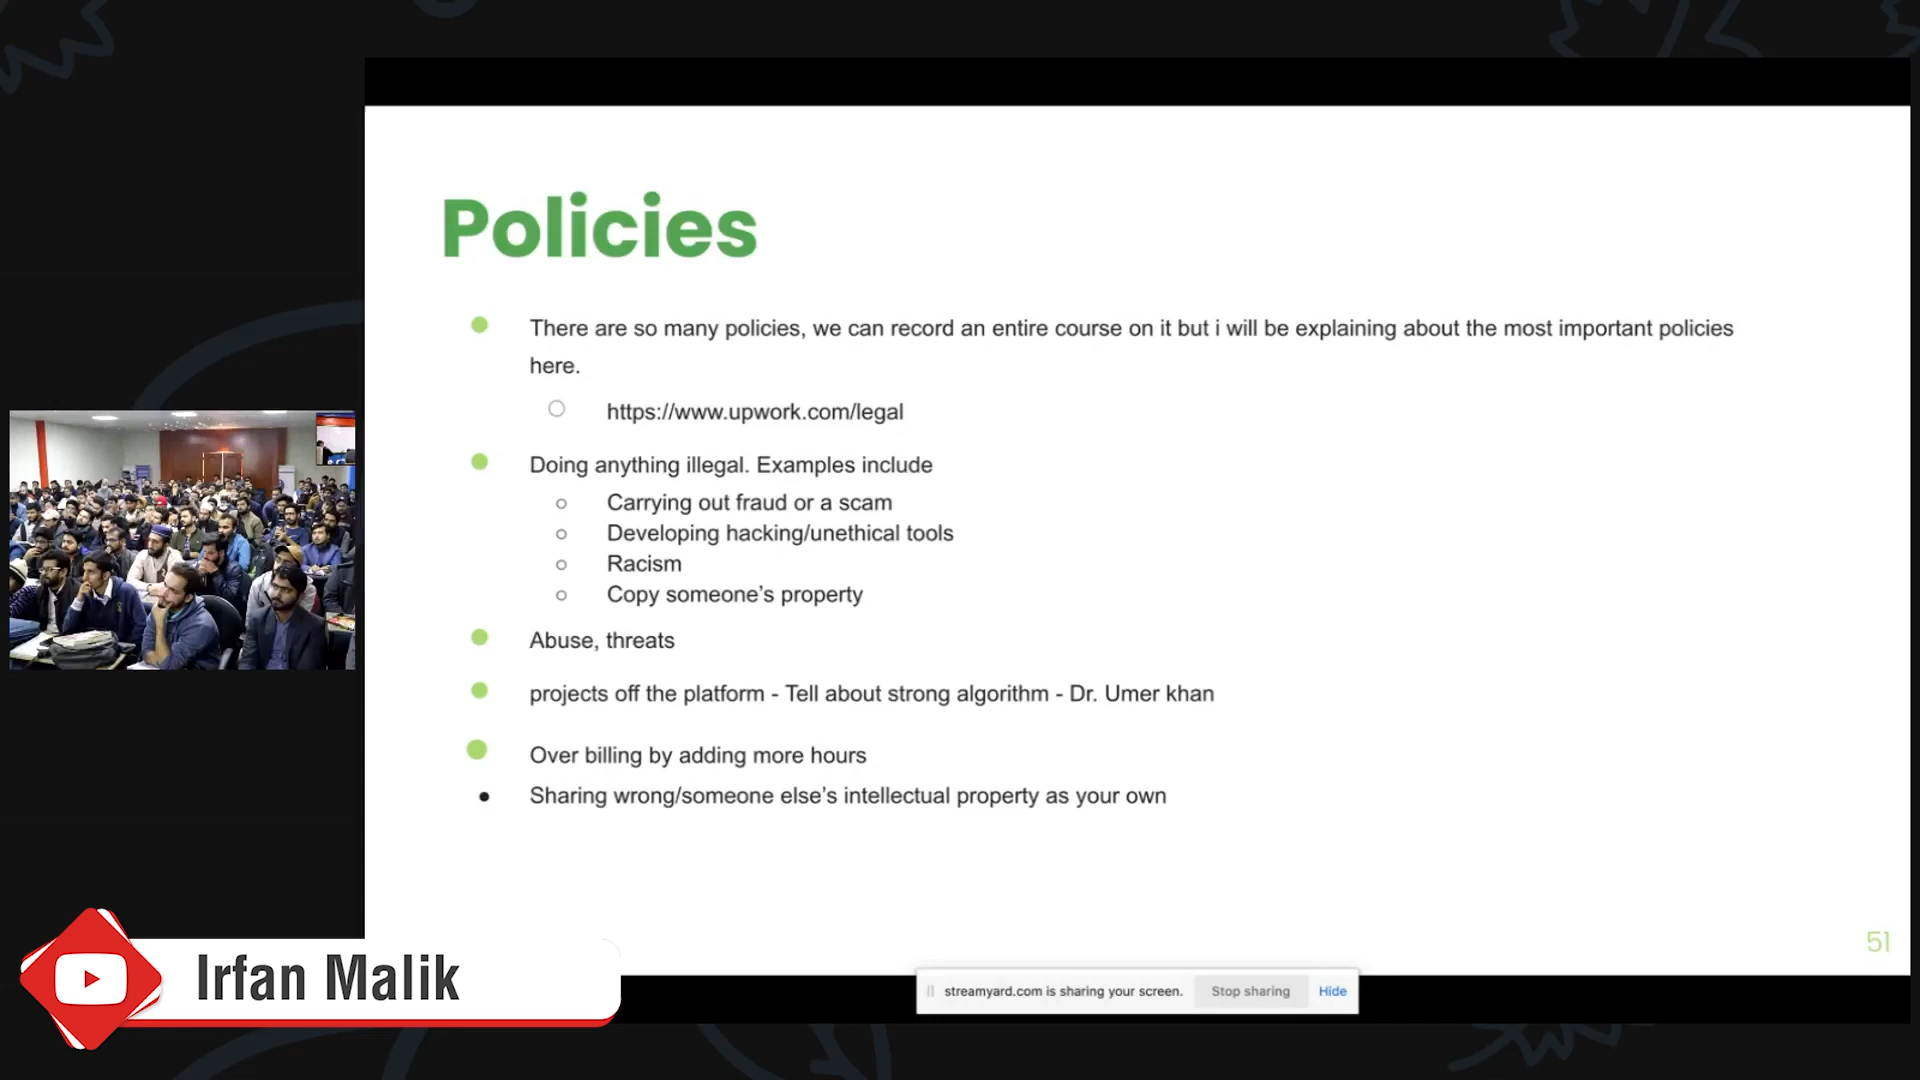 Policies
There are so many policies, we can record an entire course on it but i will be explaining about the most important policies
here.
https://www.upwork.com/legal
Doing anything illegal. Examples include
Carrying out fraud or a scam
Developing hacking/unethical tools
Racism
Copy someone’s property
Abuse, threats
projects off the platform - Tell about strong algorithm - Dr. Umer khan
Over billing by adding more hours
Sharing wrong/someone else’s intellectual property as your own
51
Irfan Malik
streamyard.com is sharing your screen. Stop sharing Hide